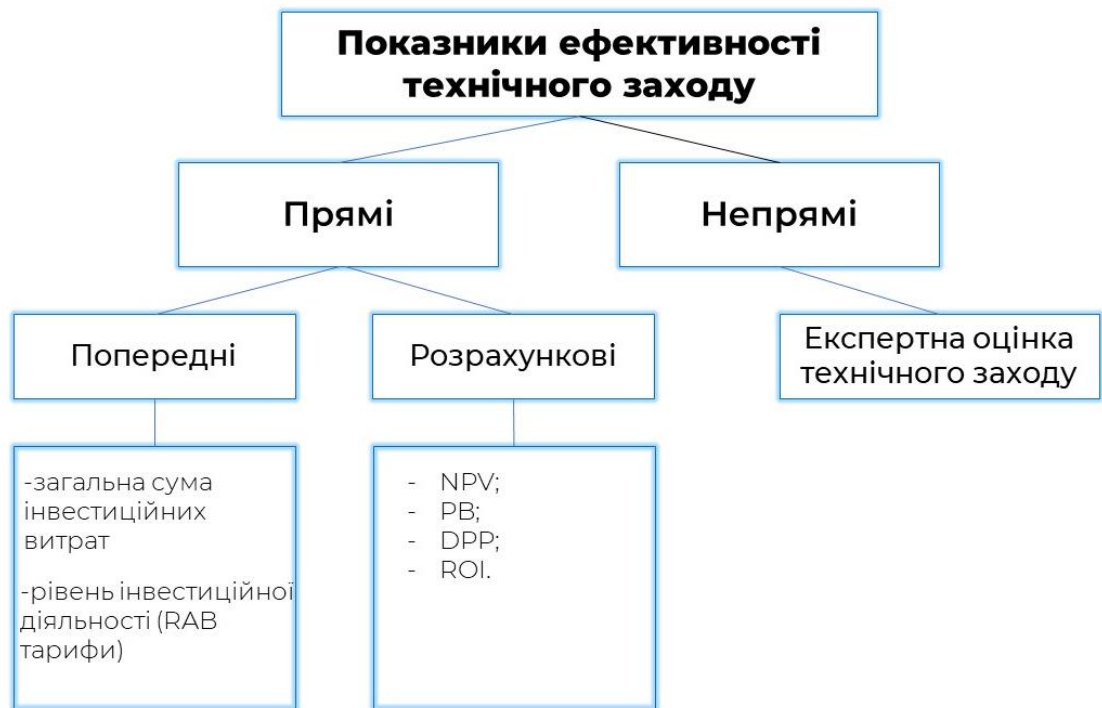 Показники ефективності
технічного заходу
Прямі
Непрямі
Попередні
Розрахункові
Експертна оцінка
технічного заходу
-загальна сума
інвестиційних
витрат
-рівень інвестиційної
діяльності (RAB
тарифи)
- NPV;
- PB;
- DPP;
- ROI.